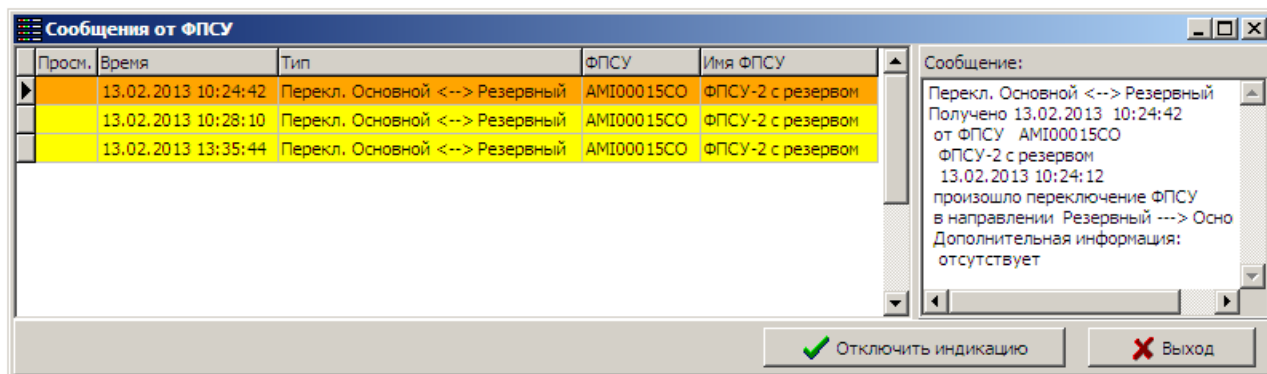 Сообщения от ФПСУ
Просм. Время Тип ФПСУ Имя ФПСУ
13.02.2013 10:24:42 Перекл. Основной <--> Резервный AMI00015CO ФПСУ-2 с резервом
13.02.2013 10:28:10 Перекл. Основной <--> Резервный AMI00015CO ФПСУ-2 с резервом
13.02.2013 13:35:44 Перекл. Основной <--> Резервный AMI00015CO ФПСУ-2 с резервом
Сообщение:
Перекл. Основной <--> Резервный
Получено 13.02.2013 10:24:42
от ФПСУ AMI00015CO
ФПСУ-2 с резервом
13.02.2013 10:24:12
произошло переключение ФПСУ
в направлении Резервный ---> Осно
Дополнительная информация:
отсутствует
Отключить индикацию
Выход